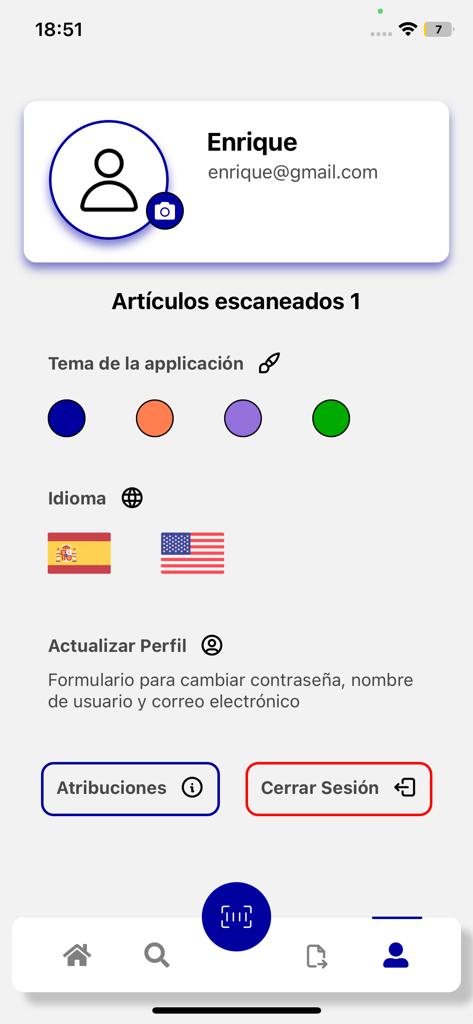 18:51
7
Enrique
enrique@gmail.com
Artículos escaneados 1
Tema de la applicación
Idioma
Actualizar Perfil
Formulario para cambiar contraseña, nombre
de usuario y correo electrónico
Atribuciones
Cerrar Sesión